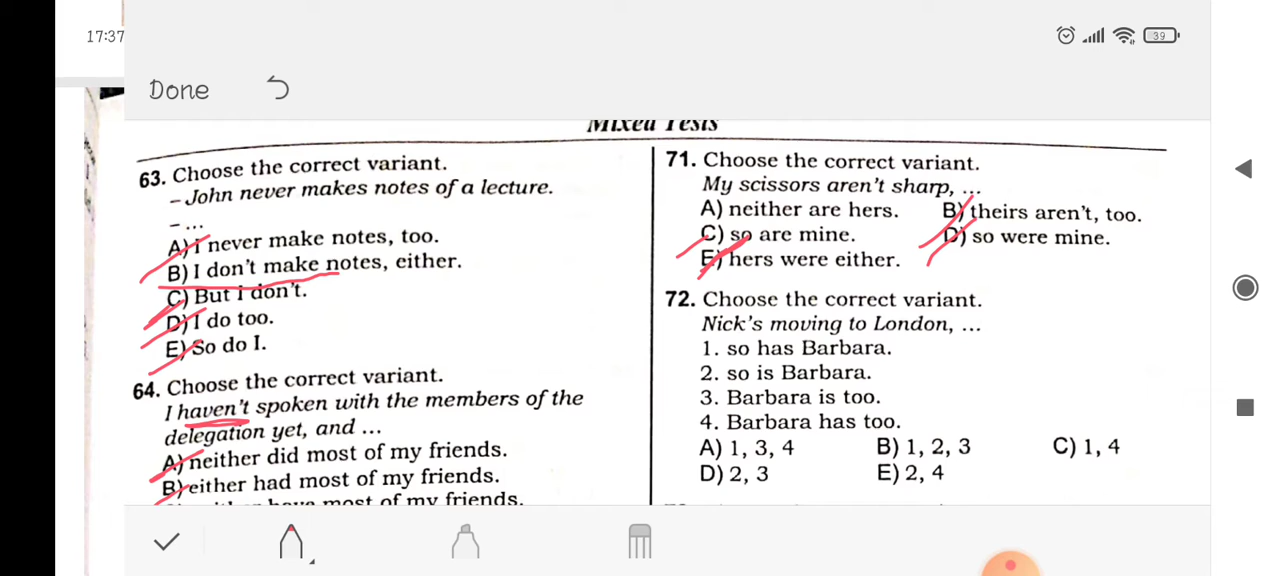 17:37
39
Done
Mixed Tests
63. Choose the correct variant.
– John never makes notes of a lecture.
– ...
A) I never make notes, too.
B) I don't make notes, either.
C) But I don't.
D) I do too.
E) So do I.
64. Choose the correct variant.
I haven't spoken with the members of the
delegation yet, and ...
A) neither did most of my friends.
B) either had most of my friends.
have most of my friends.
71. Choose the correct variant.
My scissors aren't sharp, ...
A) neither are hers. B) theirs aren't, too.
C) so are mine. D) so were mine.
E) hers were either.
72. Choose the correct variant.
Nick's moving to London, ...
1. so has Barbara.
2. so is Barbara.
3. Barbara is too.
4. Barbara has too.
A) 1, 3, 4 B) 1, 2, 3 C) 1, 4
D) 2, 3 E) 2, 4